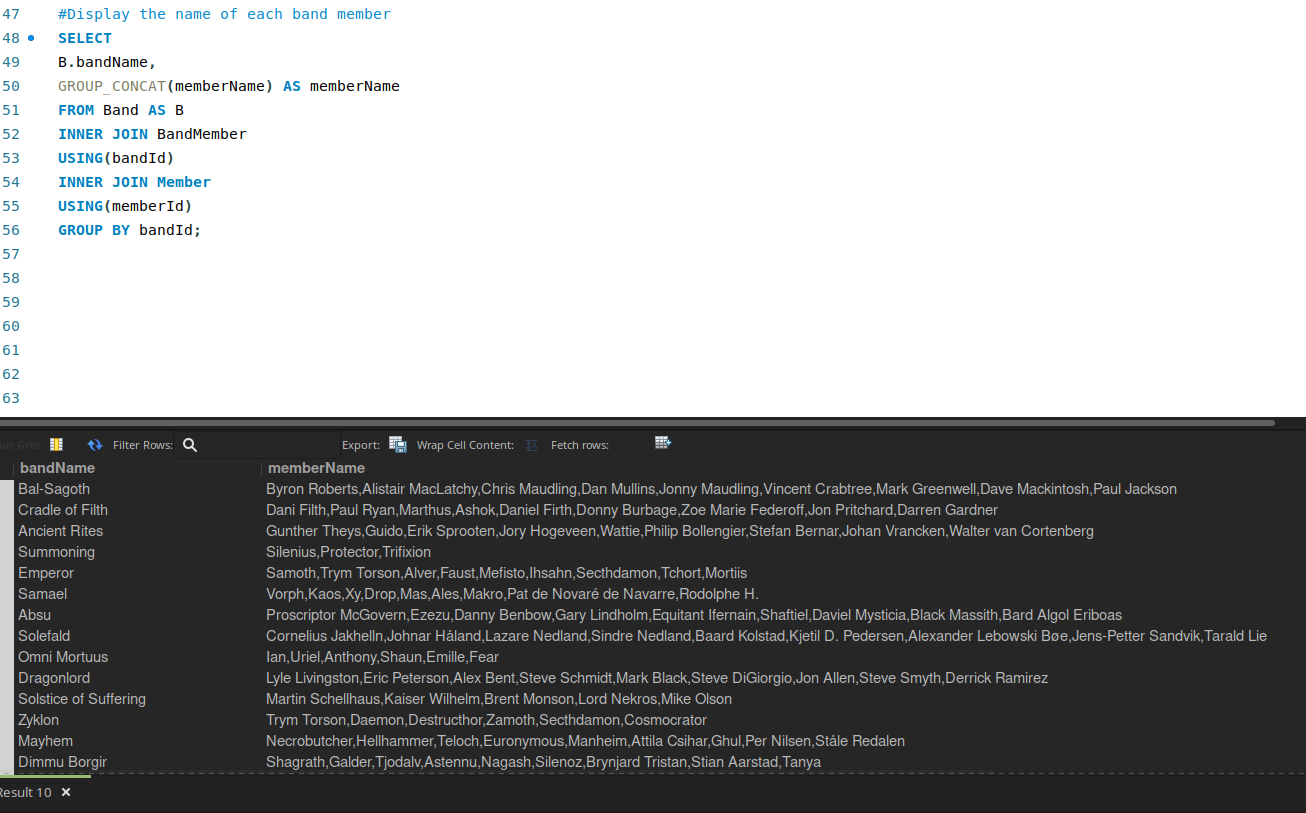 47 #Display the name of each band member
48 SELECT
49 B.bandName,
50 GROUP_CONCAT(memberName) AS memberName
51 FROM Band AS B
52 INNER JOIN BandMember
53 USING(bandId)
54 INNER JOIN Member
55 USING(memberId)
56 GROUP BY bandId;
57
58
59
60
61
62
63
ult Grid Filter Rows: Export: Wrap Cell Content: Fetch rows:
bandName memberName
Bal-Sagoth Byron Roberts,Alistair MacLatchy,Chris Maudling,Dan Mullins,Jonny Maudling,Vincent Crabtree,Mark Greenwell,Dave Mackintosh,Paul Jackson
Cradle of Filth Dani Filth,Paul Ryan,Marthus,Ashok,Daniel Firth,Donny Burbage,Zoe Marie Federoff,Jon Pritchard,Darren Gardner
Ancient Rites Gunther Theys,Guido,Erik Sprooten,Jory Hogeveen,Wattie,Philip Bollengier,Stefan Bernar,Johan Vrancken,Walter van Cortenberg
Summoning Silenius,Protector,Trifixion
Emperor Samoth,Trym Torson,Alver,Faust,Mefisto,Ihsahn,Secthdamon,Tchort,Mortiis
Samael Vorph,Kaos,Xy,Drop,Mas,Ales,Makro,Pat de Novaré de Navarre,Rodolphe H.
Absu Proscriptor McGovern,Ezezu,Danny Benbow,Gary Lindholm,Equitant Ifernain,Shaftiel,Daviel Mysticia,Black Massith,Bard Algol Eriboas
Solefald Cornelius Jakhelln,Johnar Håland,Lazare Nedland,Sindre Nedland,Baard Kolstad,Kjetil D. Pedersen,Alexander Lebowski Bøe,Jens-Petter Sandvik,Tarald Lie
Omni Mortuus Ian,Uriel,Anthony,Shaun,Emille,Fear
Dragonlord Lyle Livingston,Eric Peterson,Alex Bent,Steve Schmidt,Mark Black,Steve DiGiorgio,Jon Allen,Steve Smyth,Derrick Ramirez
Solstice of Suffering Martin Schellhaus,Kaiser Wilhelm,Brent Monson,Lord Nekros,Mike Olson
Zyklon Trym Torson,Daemon,Destructhor,Zamoth,Secthdamon,Cosmocrator
Mayhem Necrobutcher,Hellhammer,Teloch,Euronymous,Manheim,Attila Csihar,Ghul,Per Nilsen,Ståle Redalen
Dimmu Borgir Shagrath,Galder,Tjodalv,Astennu,Nagash,Silenoz,Brynjard Tristan,Stian Aarstad,Tanya
Result 10